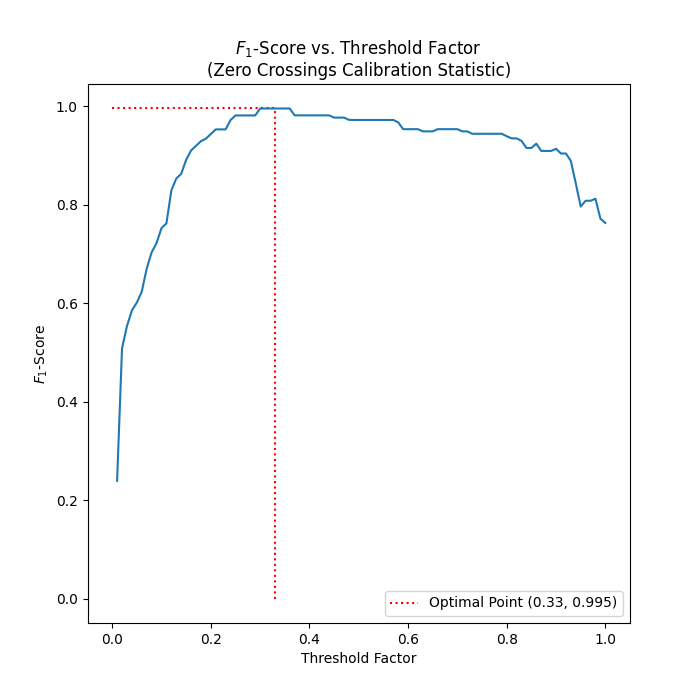 F₁-Score vs. Threshold Factor
(Zero Crossings Calibration Statistic)
1.0
0.8
0.6
0.4
0.2
0.0
F₁-Score
0.0 0.2 0.4 0.6 0.8 1.0
Threshold Factor
Optimal Point (0.33, 0.995)